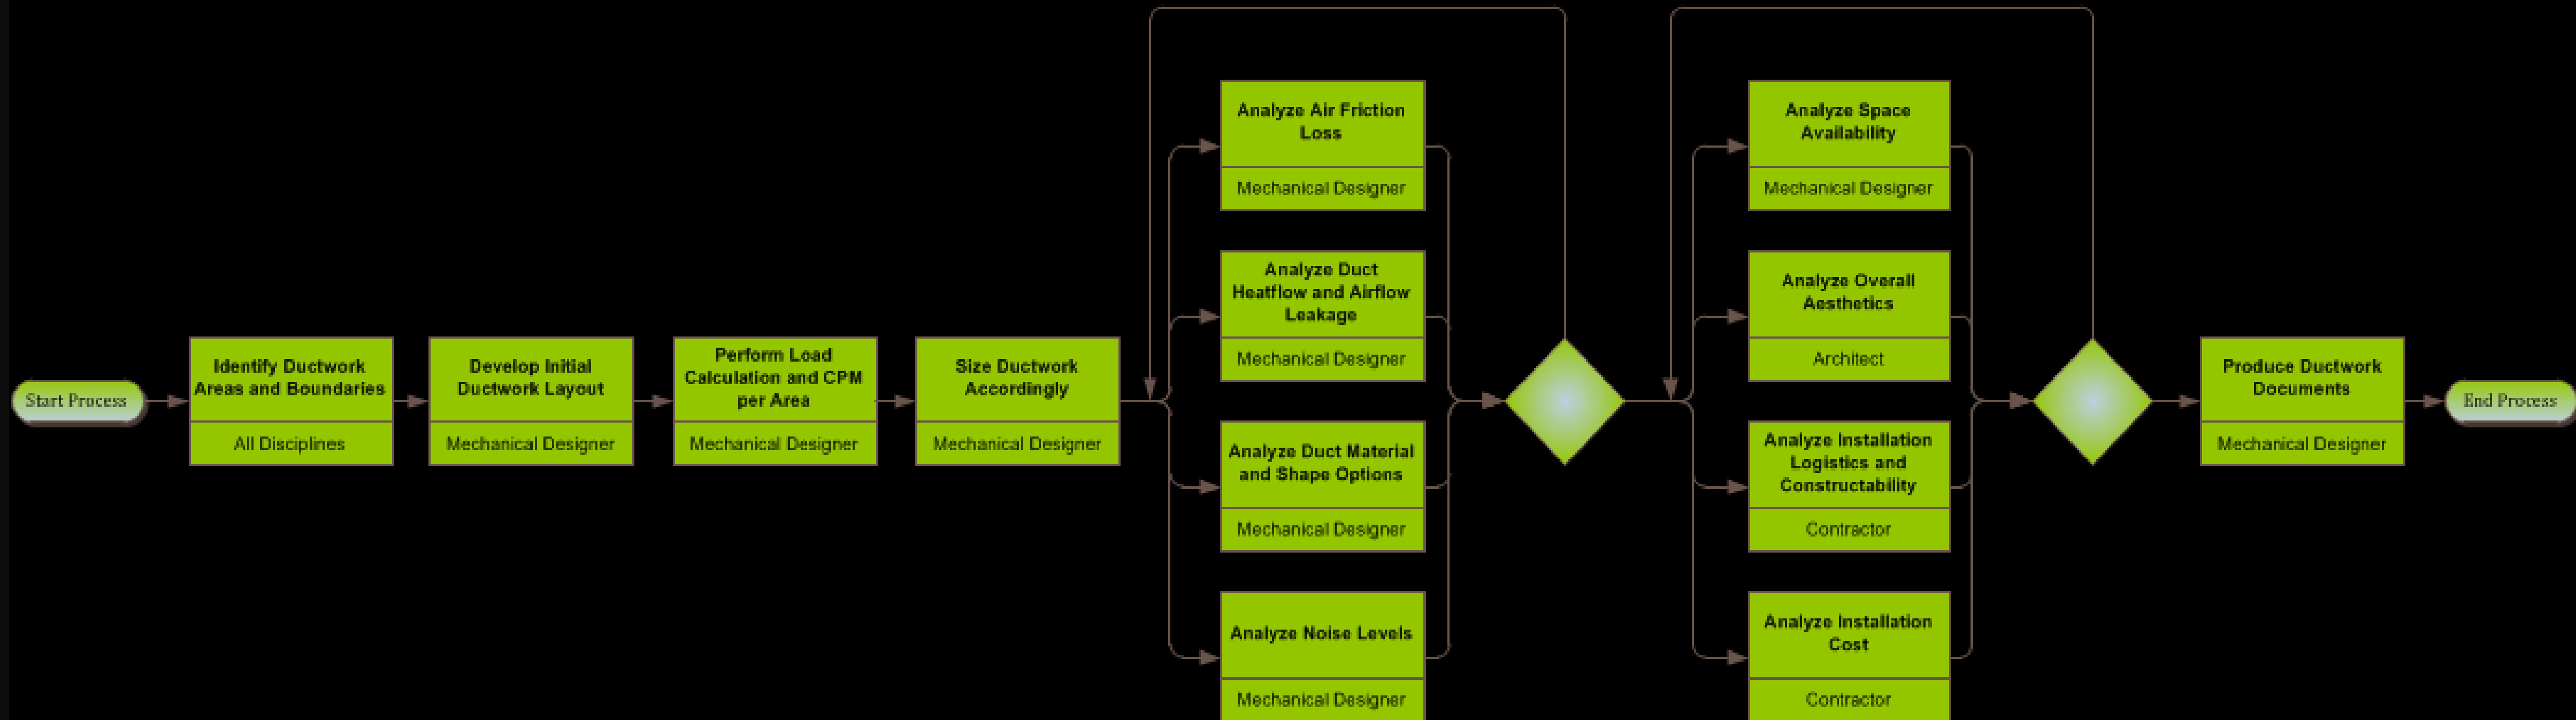 Start Process
Identify Ductwork
Areas and Boundaries
All Disciplines
Develop Initial
Ductwork Layout
Mechanical Designer
Perform Load
Calculation and CPM
per Area
Mechanical Designer
Size Ductwork
Accordingly
Mechanical Designer
Analyze Air Friction
Loss
Mechanical Designer
Analyze Duct
Heatflow and Airflow
Leakage
Mechanical Designer
Analyze Duct Material
and Shape Options
Mechanical Designer
Analyze Noise Levels
Mechanical Designer
Analyze Space
Availability
Mechanical Designer
Analyze Overall
Aesthetics
Architect
Analyze Installation
Logistics and
Constructability
Contractor
Analyze Installation
Cost
Contractor
Produce Ductwork
Documents
Mechanical Designer
End Process